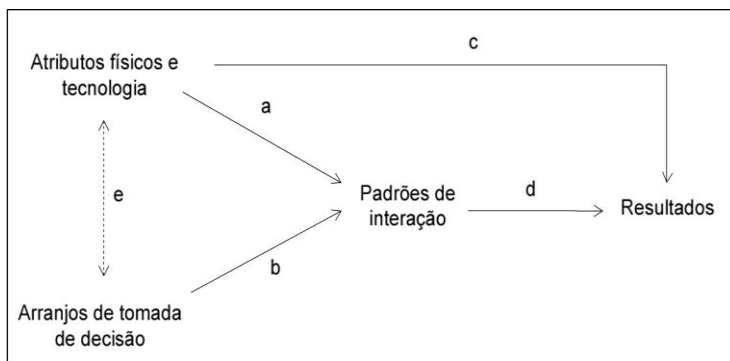 c
Atributos físicos e
tecnologia
a
Padrões de
interação
d
Resultados
e
b
Arranjos de tomada
de decisão